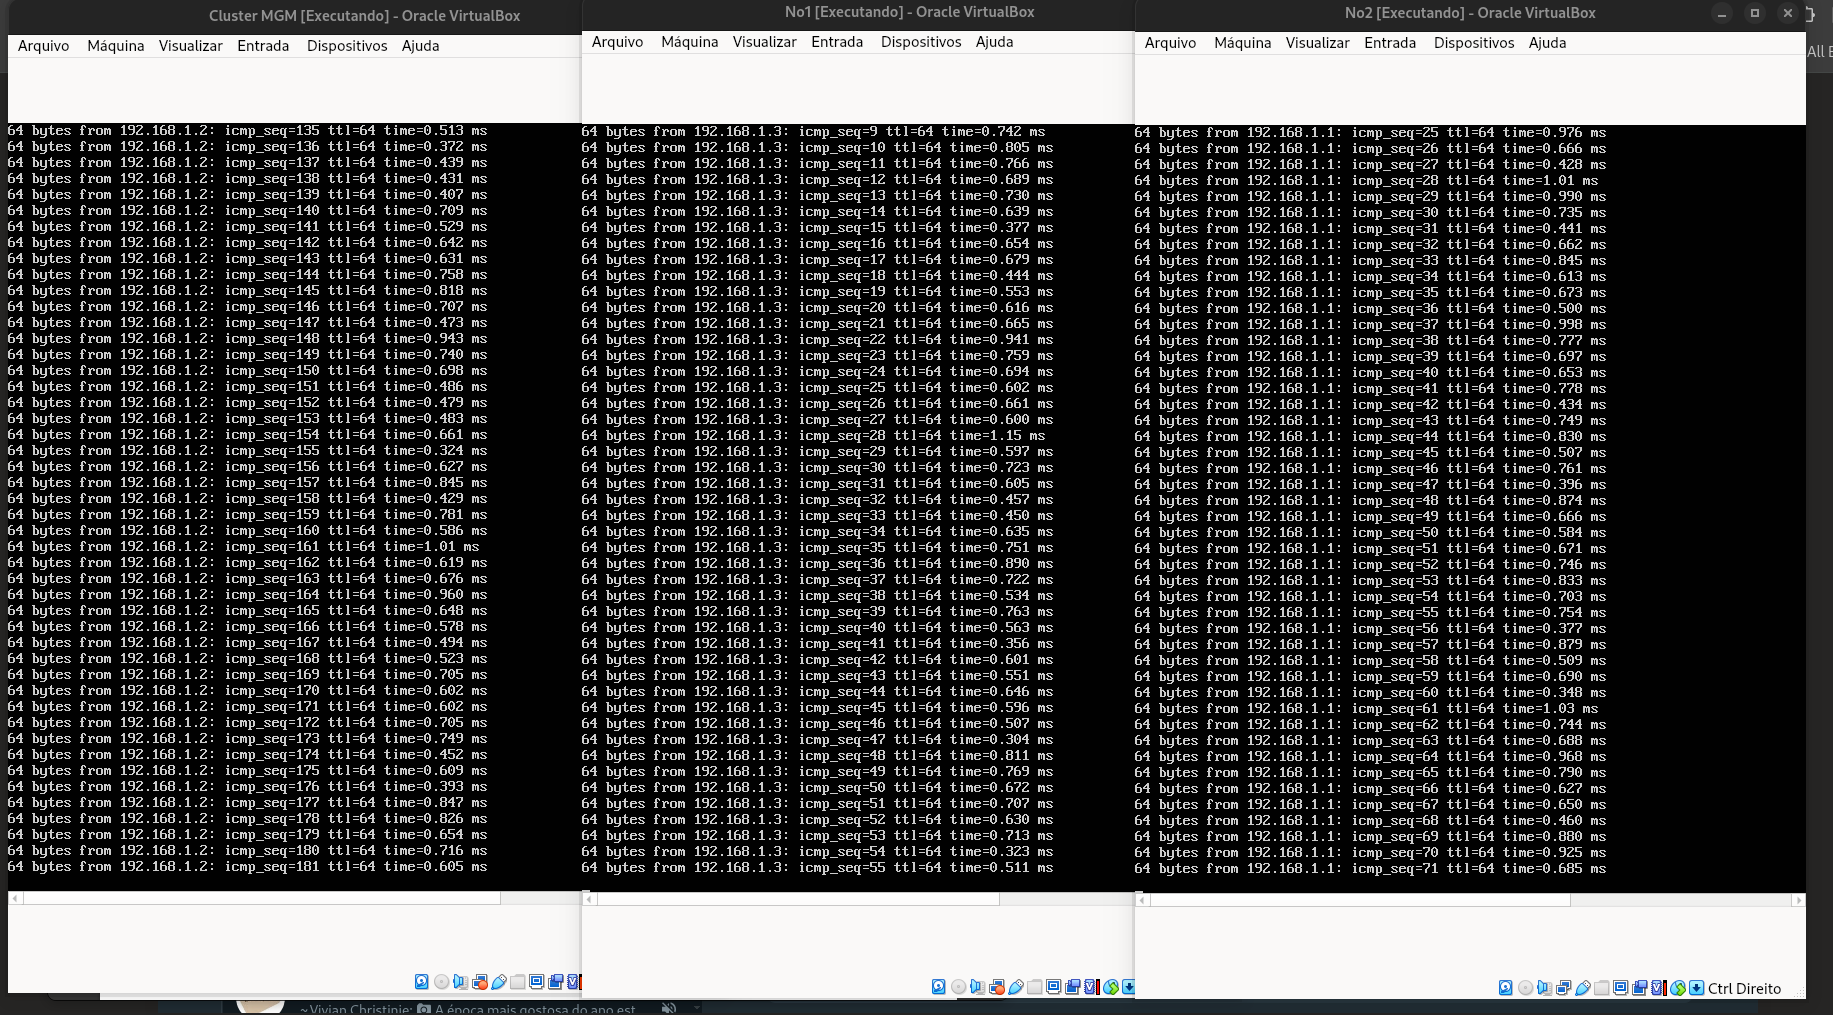 Cluster MGM [Executando] - Oracle VirtualBox
Arquivo Máquina Visualizar Entrada Dispositivos Ajuda
64 bytes from 192.168.1.2: icmp_seq=135 ttl=64 time=0.513 ms
64 bytes from 192.168.1.2: icmp_seq=136 ttl=64 time=0.372 ms
64 bytes from 192.168.1.2: icmp_seq=137 ttl=64 time=0.439 ms
64 bytes from 192.168.1.2: icmp_seq=138 ttl=64 time=0.431 ms
64 bytes from 192.168.1.2: icmp_seq=139 ttl=64 time=0.407 ms
64 bytes from 192.168.1.2: icmp_seq=140 ttl=64 time=0.709 ms
64 bytes from 192.168.1.2: icmp_seq=141 ttl=64 time=0.529 ms
64 bytes from 192.168.1.2: icmp_seq=142 ttl=64 time=0.642 ms
64 bytes from 192.168.1.2: icmp_seq=143 ttl=64 time=0.631 ms
64 bytes from 192.168.1.2: icmp_seq=144 ttl=64 time=0.758 ms
64 bytes from 192.168.1.2: icmp_seq=145 ttl=64 time=0.818 ms
64 bytes from 192.168.1.2: icmp_seq=146 ttl=64 time=0.707 ms
64 bytes from 192.168.1.2: icmp_seq=147 ttl=64 time=0.473 ms
64 bytes from 192.168.1.2: icmp_seq=148 ttl=64 time=0.943 ms
64 bytes from 192.168.1.2: icmp_seq=149 ttl=64 time=0.740 ms
64 bytes from 192.168.1.2: icmp_seq=150 ttl=64 time=0.698 ms
64 bytes from 192.168.1.2: icmp_seq=151 ttl=64 time=0.486 ms
64 bytes from 192.168.1.2: icmp_seq=152 ttl=64 time=0.479 ms
64 bytes from 192.168.1.2: icmp_seq=153 ttl=64 time=0.483 ms
64 bytes from 192.168.1.2: icmp_seq=154 ttl=64 time=0.661 ms
64 bytes from 192.168.1.2: icmp_seq=155 ttl=64 time=0.324 ms
64 bytes from 192.168.1.2: icmp_seq=156 ttl=64 time=0.627 ms
64 bytes from 192.168.1.2: icmp_seq=157 ttl=64 time=0.845 ms
64 bytes from 192.168.1.2: icmp_seq=158 ttl=64 time=0.429 ms
64 bytes from 192.168.1.2: icmp_seq=159 ttl=64 time=0.781 ms
64 bytes from 192.168.1.2: icmp_seq=160 ttl=64 time=0.586 ms
64 bytes from 192.168.1.2: icmp_seq=161 ttl=64 time=1.01 ms
64 bytes from 192.168.1.2: icmp_seq=162 ttl=64 time=0.619 ms
64 bytes from 192.168.1.2: icmp_seq=163 ttl=64 time=0.676 ms
64 bytes from 192.168.1.2: icmp_seq=164 ttl=64 time=0.960 ms
64 bytes from 192.168.1.2: icmp_seq=165 ttl=64 time=0.648 ms
64 bytes from 192.168.1.2: icmp_seq=166 ttl=64 time=0.578 ms
64 bytes from 192.168.1.2: icmp_seq=167 ttl=64 time=0.494 ms
64 bytes from 192.168.1.2: icmp_seq=168 ttl=64 time=0.523 ms
64 bytes from 192.168.1.2: icmp_seq=169 ttl=64 time=0.705 ms
64 bytes from 192.168.1.2: icmp_seq=170 ttl=64 time=0.602 ms
64 bytes from 192.168.1.2: icmp_seq=171 ttl=64 time=0.602 ms
64 bytes from 192.168.1.2: icmp_seq=172 ttl=64 time=0.705 ms
64 bytes from 192.168.1.2: icmp_seq=173 ttl=64 time=0.749 ms
64 bytes from 192.168.1.2: icmp_seq=174 ttl=64 time=0.452 ms
64 bytes from 192.168.1.2: icmp_seq=175 ttl=64 time=0.609 ms
64 bytes from 192.168.1.2: icmp_seq=176 ttl=64 time=0.393 ms
64 bytes from 192.168.1.2: icmp_seq=177 ttl=64 time=0.847 ms
64 bytes from 192.168.1.2: icmp_seq=178 ttl=64 time=0.826 ms
64 bytes from 192.168.1.2: icmp_seq=179 ttl=64 time=0.654 ms
64 bytes from 192.168.1.2: icmp_seq=180 ttl=64 time=0.716 ms
64 bytes from 192.168.1.2: icmp_seq=181 ttl=64 time=0.605 ms
No1 [Executando] - Oracle VirtualBox
Arquivo Máquina Visualizar Entrada Dispositivos Ajuda
64 bytes from 192.168.1.3: icmp_seq=9 ttl=64 time=0.742 ms
64 bytes from 192.168.1.3: icmp_seq=10 ttl=64 time=0.805 ms
64 bytes from 192.168.1.3: icmp_seq=11 ttl=64 time=0.766 ms
64 bytes from 192.168.1.3: icmp_seq=12 ttl=64 time=0.689 ms
64 bytes from 192.168.1.3: icmp_seq=13 ttl=64 time=0.730 ms
64 bytes from 192.168.1.3: icmp_seq=14 ttl=64 time=0.639 ms
64 bytes from 192.168.1.3: icmp_seq=15 ttl=64 time=0.377 ms
64 bytes from 192.168.1.3: icmp_seq=16 ttl=64 time=0.654 ms
64 bytes from 192.168.1.3: icmp_seq=17 ttl=64 time=0.679 ms
64 bytes from 192.168.1.3: icmp_seq=18 ttl=64 time=0.444 ms
64 bytes from 192.168.1.3: icmp_seq=19 ttl=64 time=0.553 ms
64 bytes from 192.168.1.3: icmp_seq=20 ttl=64 time=0.616 ms
64 bytes from 192.168.1.3: icmp_seq=21 ttl=64 time=0.665 ms
64 bytes from 192.168.1.3: icmp_seq=22 ttl=64 time=0.941 ms
64 bytes from 192.168.1.3: icmp_seq=23 ttl=64 time=0.759 ms
64 bytes from 192.168.1.3: icmp_seq=24 ttl=64 time=0.694 ms
64 bytes from 192.168.1.3: icmp_seq=25 ttl=64 time=0.602 ms
64 bytes from 192.168.1.3: icmp_seq=26 ttl=64 time=0.661 ms
64 bytes from 192.168.1.3: icmp_seq=27 ttl=64 time=0.600 ms
64 bytes from 192.168.1.3: icmp_seq=28 ttl=64 time=1.15 ms
64 bytes from 192.168.1.3: icmp_seq=29 ttl=64 time=0.597 ms
64 bytes from 192.168.1.3: icmp_seq=30 ttl=64 time=0.723 ms
64 bytes from 192.168.1.3: icmp_seq=31 ttl=64 time=0.605 ms
64 bytes from 192.168.1.3: icmp_seq=32 ttl=64 time=0.457 ms
64 bytes from 192.168.1.3: icmp_seq=33 ttl=64 time=0.450 ms
64 bytes from 192.168.1.3: icmp_seq=34 ttl=64 time=0.635 ms
64 bytes from 192.168.1.3: icmp_seq=35 ttl=64 time=0.751 ms
64 bytes from 192.168.1.3: icmp_seq=36 ttl=64 time=0.890 ms
64 bytes from 192.168.1.3: icmp_seq=37 ttl=64 time=0.722 ms
64 bytes from 192.168.1.3: icmp_seq=38 ttl=64 time=0.534 ms
64 bytes from 192.168.1.3: icmp_seq=39 ttl=64 time=0.763 ms
64 bytes from 192.168.1.3: icmp_seq=40 ttl=64 time=0.563 ms
64 bytes from 192.168.1.3: icmp_seq=41 ttl=64 time=0.356 ms
64 bytes from 192.168.1.3: icmp_seq=42 ttl=64 time=0.601 ms
64 bytes from 192.168.1.3: icmp_seq=43 ttl=64 time=0.551 ms
64 bytes from 192.168.1.3: icmp_seq=44 ttl=64 time=0.646 ms
64 bytes from 192.168.1.3: icmp_seq=45 ttl=64 time=0.596 ms
64 bytes from 192.168.1.3: icmp_seq=46 ttl=64 time=0.507 ms
64 bytes from 192.168.1.3: icmp_seq=47 ttl=64 time=0.304 ms
64 bytes from 192.168.1.3: icmp_seq=48 ttl=64 time=0.811 ms
64 bytes from 192.168.1.3: icmp_seq=49 ttl=64 time=0.769 ms
64 bytes from 192.168.1.3: icmp_seq=50 ttl=64 time=0.672 ms
64 bytes from 192.168.1.3: icmp_seq=51 ttl=64 time=0.707 ms
64 bytes from 192.168.1.3: icmp_seq=52 ttl=64 time=0.630 ms
64 bytes from 192.168.1.3: icmp_seq=53 ttl=64 time=0.713 ms
64 bytes from 192.168.1.3: icmp_seq=54 ttl=64 time=0.323 ms
64 bytes from 192.168.1.3: icmp_seq=55 ttl=64 time=0.511 ms
No2 [Executando] - Oracle VirtualBox
Arquivo Máquina Visualizar Entrada Dispositivos Ajuda
64 bytes from 192.168.1.1: icmp_seq=25 ttl=64 time=0.976 ms
64 bytes from 192.168.1.1: icmp_seq=26 ttl=64 time=0.666 ms
64 bytes from 192.168.1.1: icmp_seq=27 ttl=64 time=0.428 ms
64 bytes from 192.168.1.1: icmp_seq=28 ttl=64 time=1.01 ms
64 bytes from 192.168.1.1: icmp_seq=29 ttl=64 time=0.990 ms
64 bytes from 192.168.1.1: icmp_seq=30 ttl=64 time=0.735 ms
64 bytes from 192.168.1.1: icmp_seq=31 ttl=64 time=0.441 ms
64 bytes from 192.168.1.1: icmp_seq=32 ttl=64 time=0.662 ms
64 bytes from 192.168.1.1: icmp_seq=33 ttl=64 time=0.845 ms
64 bytes from 192.168.1.1: icmp_seq=34 ttl=64 time=0.613 ms
64 bytes from 192.168.1.1: icmp_seq=35 ttl=64 time=0.673 ms
64 bytes from 192.168.1.1: icmp_seq=36 ttl=64 time=0.500 ms
64 bytes from 192.168.1.1: icmp_seq=37 ttl=64 time=0.998 ms
64 bytes from 192.168.1.1: icmp_seq=38 ttl=64 time=0.777 ms
64 bytes from 192.168.1.1: icmp_seq=39 ttl=64 time=0.697 ms
64 bytes from 192.168.1.1: icmp_seq=40 ttl=64 time=0.653 ms
64 bytes from 192.168.1.1: icmp_seq=41 ttl=64 time=0.778 ms
64 bytes from 192.168.1.1: icmp_seq=42 ttl=64 time=0.434 ms
64 bytes from 192.168.1.1: icmp_seq=43 ttl=64 time=0.749 ms
64 bytes from 192.168.1.1: icmp_seq=44 ttl=64 time=0.830 ms
64 bytes from 192.168.1.1: icmp_seq=45 ttl=64 time=0.507 ms
64 bytes from 192.168.1.1: icmp_seq=46 ttl=64 time=0.761 ms
64 bytes from 192.168.1.1: icmp_seq=47 ttl=64 time=0.396 ms
64 bytes from 192.168.1.1: icmp_seq=48 ttl=64 time=0.874 ms
64 bytes from 192.168.1.1: icmp_seq=49 ttl=64 time=0.666 ms
64 bytes from 192.168.1.1: icmp_seq=50 ttl=64 time=0.584 ms
64 bytes from 192.168.1.1: icmp_seq=51 ttl=64 time=0.671 ms
64 bytes from 192.168.1.1: icmp_seq=52 ttl=64 time=0.746 ms
64 bytes from 192.168.1.1: icmp_seq=53 ttl=64 time=0.833 ms
64 bytes from 192.168.1.1: icmp_seq=54 ttl=64 time=0.703 ms
64 bytes from 192.168.1.1: icmp_seq=55 ttl=64 time=0.754 ms
64 bytes from 192.168.1.1: icmp_seq=56 ttl=64 time=0.377 ms
64 bytes from 192.168.1.1: icmp_seq=57 ttl=64 time=0.879 ms
64 bytes from 192.168.1.1: icmp_seq=58 ttl=64 time=0.509 ms
64 bytes from 192.168.1.1: icmp_seq=59 ttl=64 time=0.690 ms
64 bytes from 192.168.1.1: icmp_seq=60 ttl=64 time=0.348 ms
64 bytes from 192.168.1.1: icmp_seq=61 ttl=64 time=1.03 ms
64 bytes from 192.168.1.1: icmp_seq=62 ttl=64 time=0.744 ms
64 bytes from 192.168.1.1: icmp_seq=63 ttl=64 time=0.688 ms
64 bytes from 192.168.1.1: icmp_seq=64 ttl=64 time=0.968 ms
64 bytes from 192.168.1.1: icmp_seq=65 ttl=64 time=0.790 ms
64 bytes from 192.168.1.1: icmp_seq=66 ttl=64 time=0.627 ms
64 bytes from 192.168.1.1: icmp_seq=67 ttl=64 time=0.650 ms
64 bytes from 192.168.1.1: icmp_seq=68 ttl=64 time=0.460 ms
64 bytes from 192.168.1.1: icmp_seq=69 ttl=64 time=0.880 ms
64 bytes from 192.168.1.1: icmp_seq=70 ttl=64 time=0.925 ms
64 bytes from 192.168.1.1: icmp_seq=71 ttl=64 time=0.685 ms
Ctrl Direito
All
~Vivian Christinie: A época mais gostosa do ano est